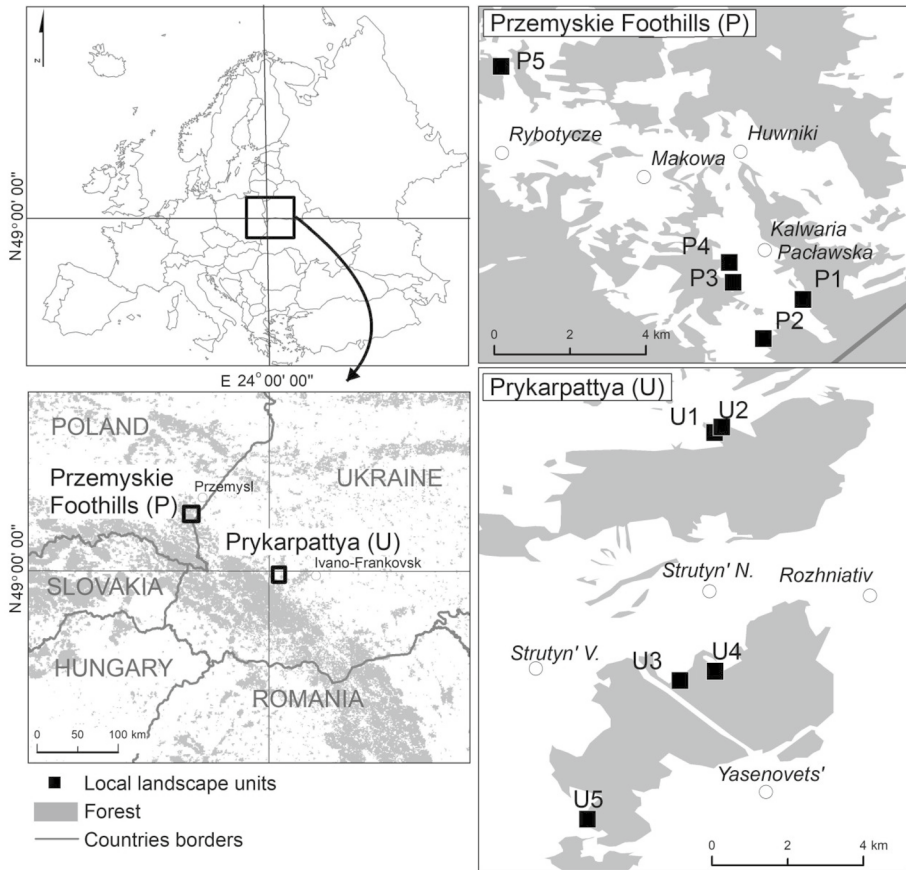 z
N49° 00' 00"
E 24° 00' 00"
Przemyskie Foothills (P)
P5
Rybotycze
Huwniki
Makowa
Kalwaria
Pacławska
P4
P3
P1
P2
0 2 4 km
POLAND
UKRAINE
Przemyskie
Foothills (P)
Przemysl
Prykarpattya (U)
Ivano-Frankovsk
N49° 00' 00"
SLOVAKIA
HUNGARY
ROMANIA
0 50 100 km
Prykarpattya (U)
U1
U2
Strutyn' N.
Rozhniativ
Strutyn' V.
U3
U4
Yasenovets'
U5
0 2 4 km
Local landscape units
Forest
Countries borders